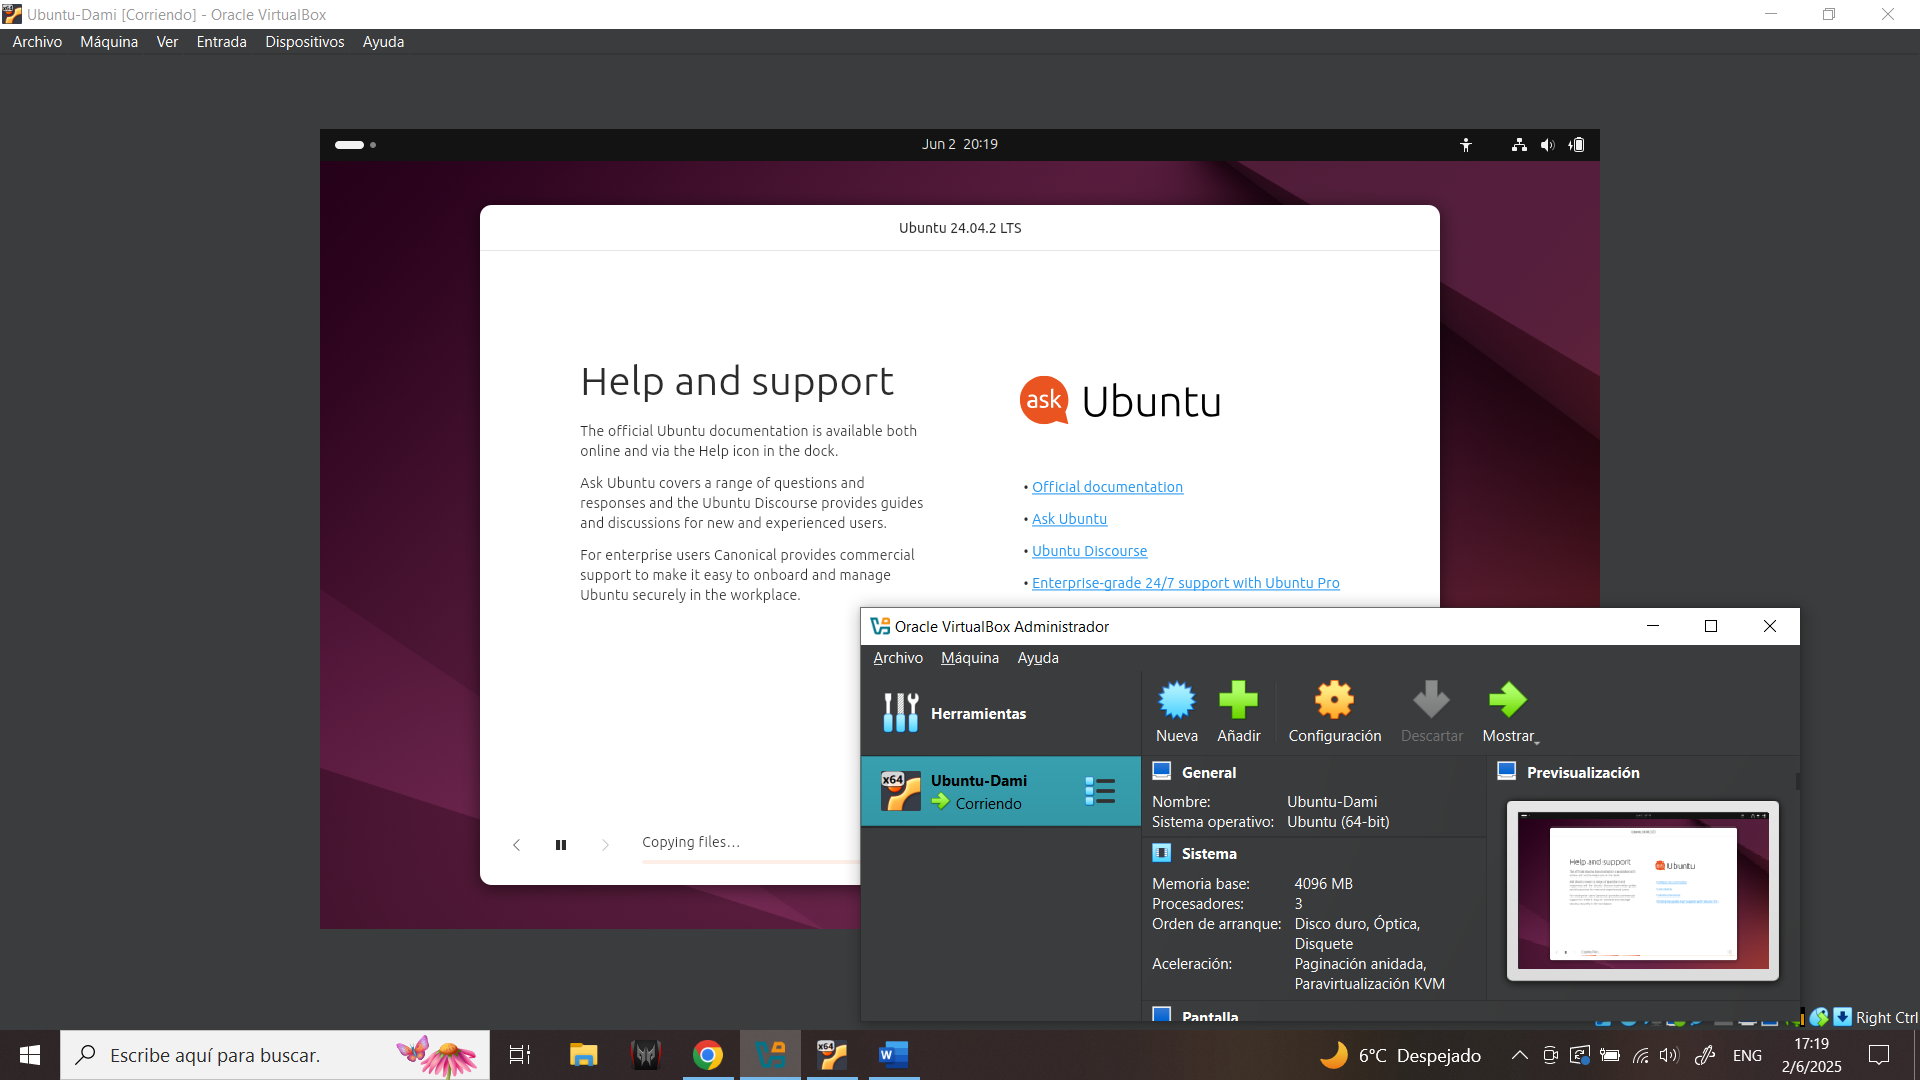 Ubuntu-Dami [Corriendo] - Oracle VirtualBox
Archivo Máquina Ver Entrada Dispositivos Ayuda
Jun 2 20:19
Ubuntu 24.04.2 LTS
Help and support
The official Ubuntu documentation is available both
online and via the Help icon in the dock.
Ask Ubuntu covers a range of questions and
responses and the Ubuntu Discourse provides guides
and discussions for new and experienced users.
For enterprise users Canonical provides commercial
support to make it easy to onboard and manage
Ubuntu securely in the workplace.
ask Ubuntu
• Official documentation
• Ask Ubuntu
• Ubuntu Discourse
• Enterprise-grade 24/7 support with Ubuntu Pro
Copying files...
Oracle VirtualBox Administrador
Archivo Máquina Ayuda
Herramientas
Nueva Añadir Configuración Descartar Mostrar
x64
Ubuntu-Dami
Corriendo
General
Nombre: Ubuntu-Dami
Sistema operativo: Ubuntu (64-bit)
Sistema
Memoria base: 4096 MB
Procesadores: 3
Orden de arranque: Disco duro, Óptica,
Disquete
Aceleración: Paginación anidada,
Paravirtualización KVM
Pantalla
Previsualización
Help and support
Ubuntu
Right Ctrl
Escribe aquí para buscar.
x64
6°C Despejado
ENG
17:19
2/6/2025